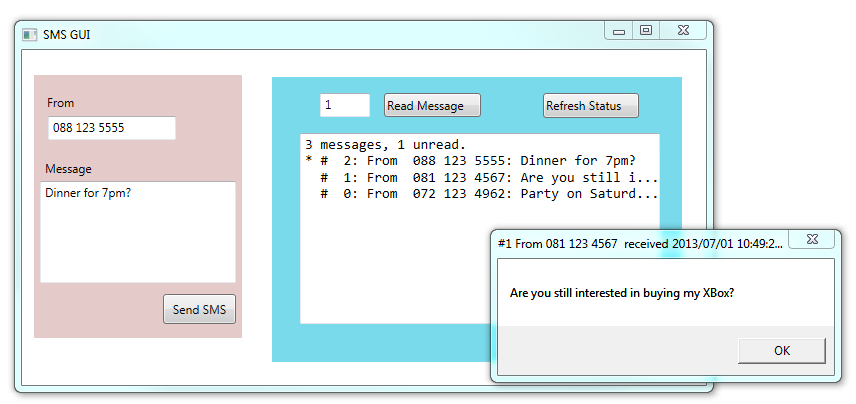 SMS GUI
From
088 123 5555
Message
Dinner for 7pm?
Send SMS
1
Read Message
Refresh Status
3 messages, 1 unread.
* # 2: From 088 123 5555: Dinner for 7pm?
# 1: From 081 123 4567: Are you still i...
# 0: From 072 123 4962: Party on Saturd...
#1 From 081 123 4567 received 2013/07/01 10:49:2...
Are you still interested in buying my XBox?
OK